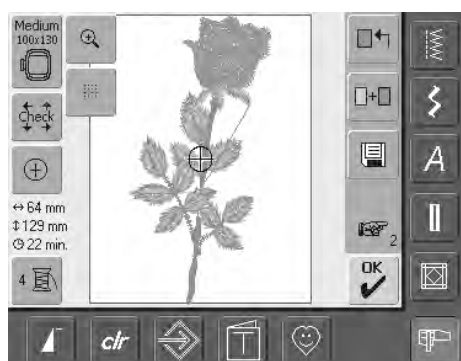 Medium
100x130
Check
↔ 64 mm
↕ 129 mm
22 min.
4
2
OK
A
clr
T